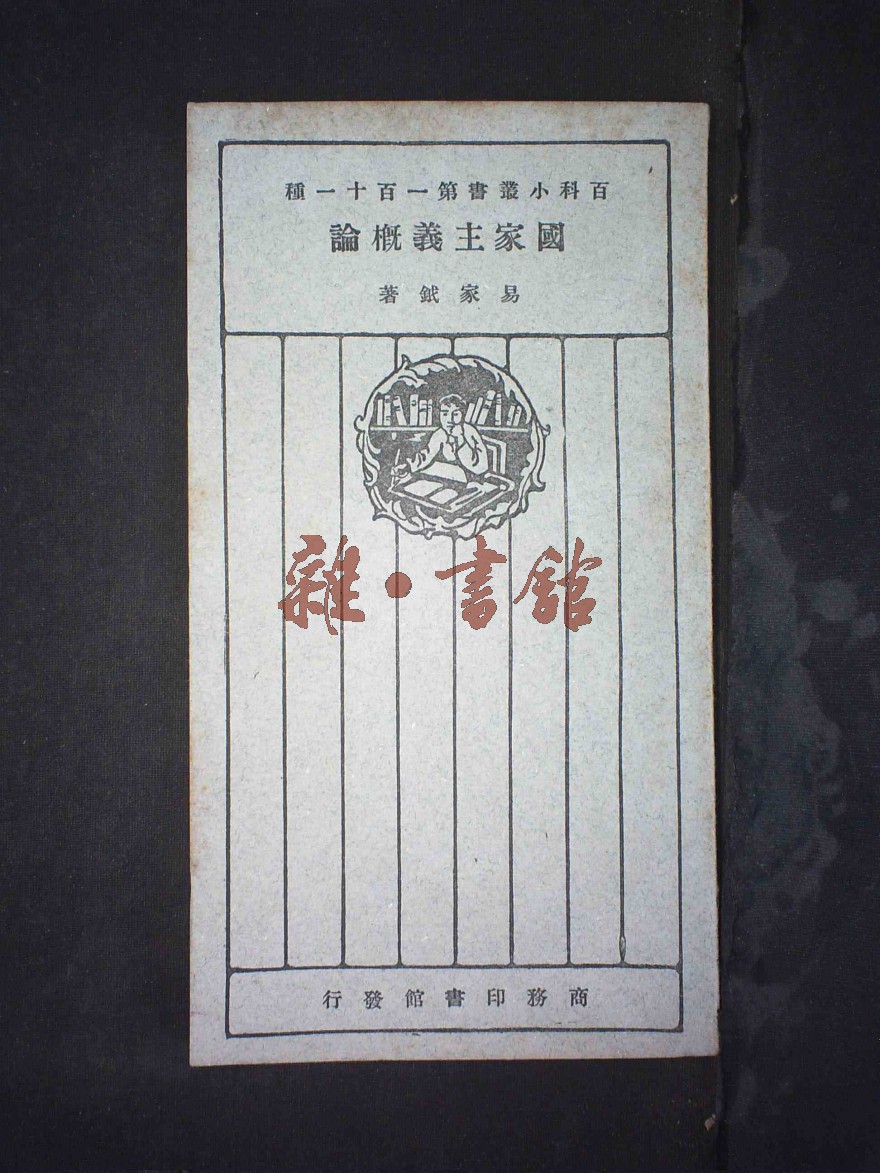 百科小叢書第一百十一種
國家主義概論
易家鉞著
雜·書館
商務印書館發行